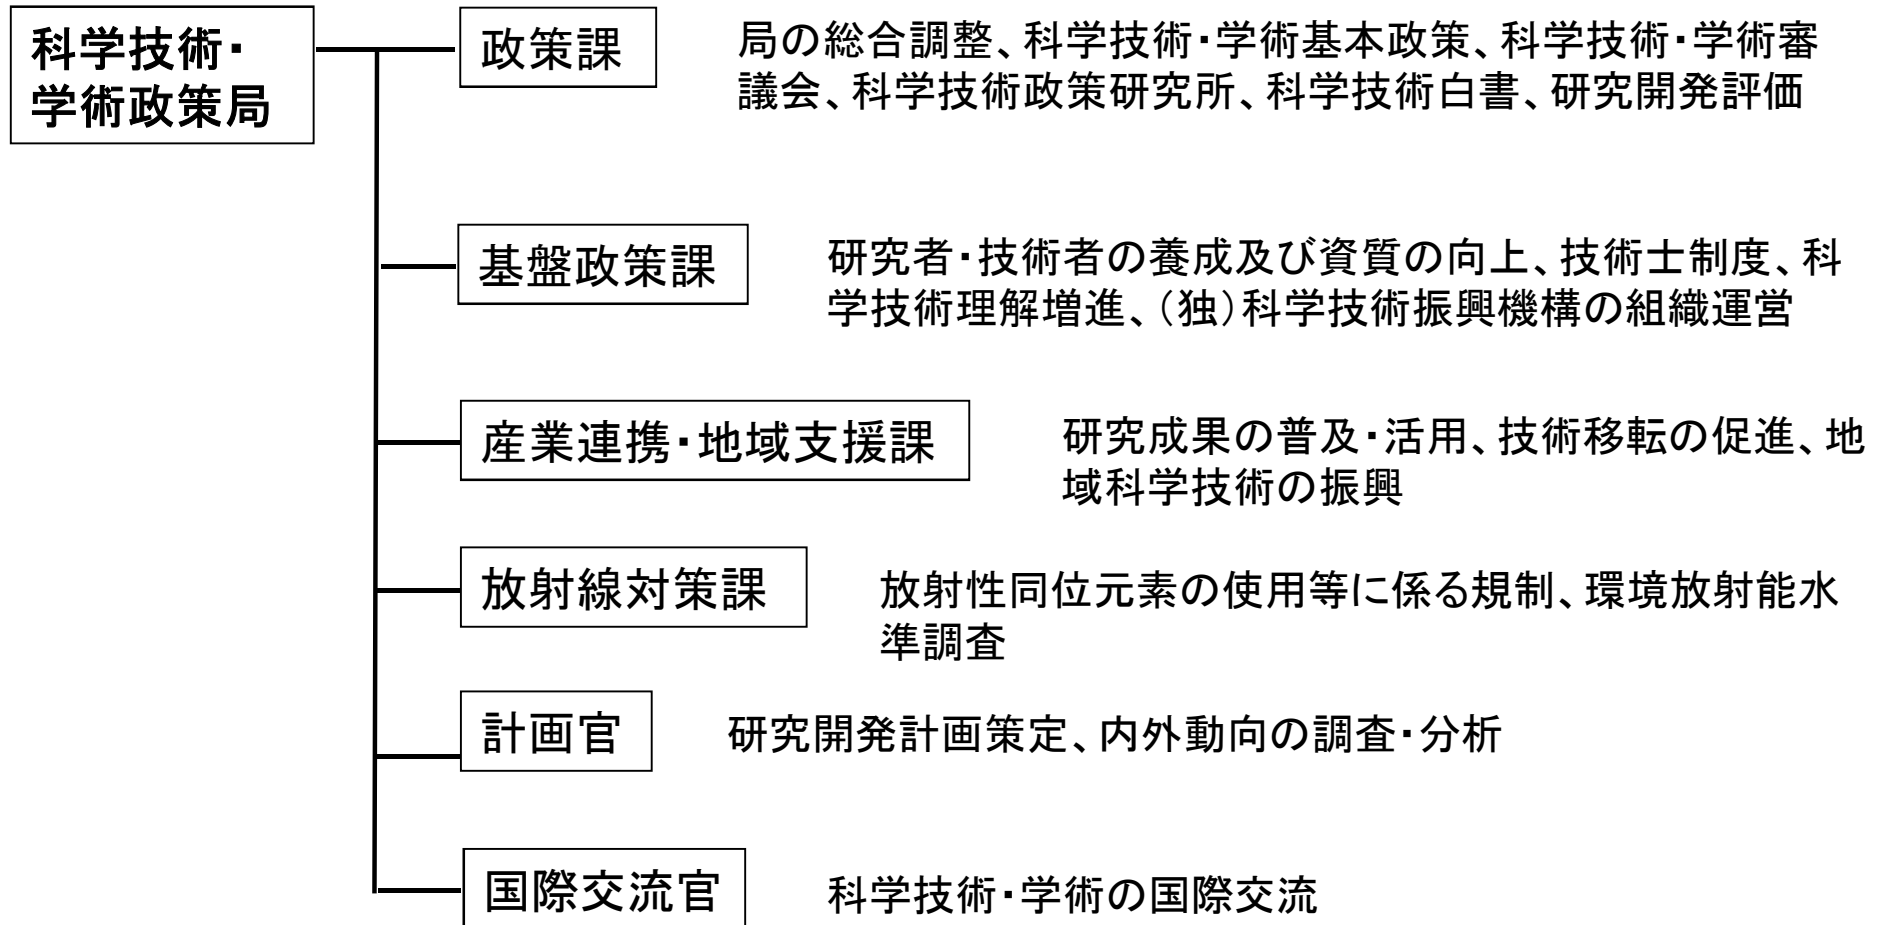 科学技術・
学術政策局
政策課
局の総合調整、科学技術・学術基本政策、科学技術・学術審
議会、科学技術政策研究所、科学技術白書、研究開発評価
基盤政策課
研究者・技術者の養成及び資質の向上、技術士制度、科
学技術理解増進、（独）科学技術振興機構の組織運営
産業連携・地域支援課
研究成果の普及・活用、技術移転の促進、地
域科学技術の振興
放射線対策課
放射性同位元素の使用等に係る規制、環境放射能水
準調査
計画官
研究開発計画策定、内外動向の調査・分析
国際交流官
科学技術・学術の国際交流